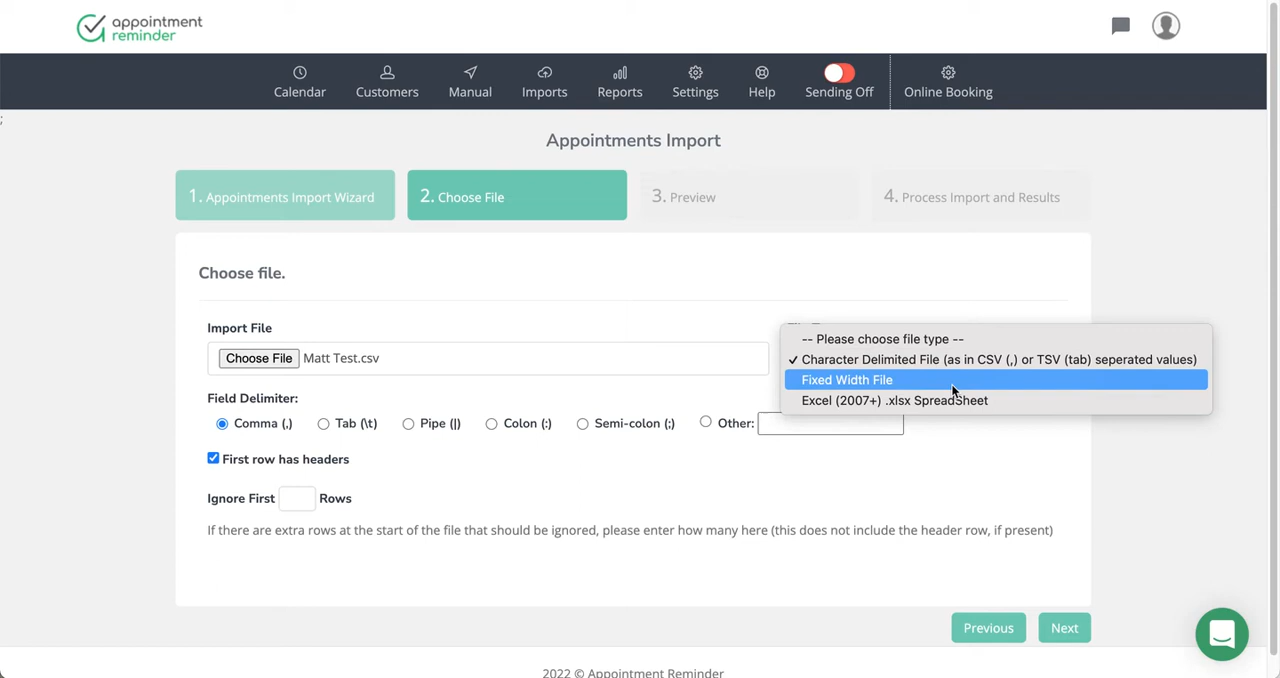 appointment
reminder
Calendar
Customers
Manual
Imports
Reports
Settings
Help
Sending Off
Online Booking
;
Appointments Import
1. Appointments Import Wizard
2. Choose File
3. Preview
4. Process Import and Results
Choose file.
Import File
Choose File Matt Test.csv
-- Please choose file type --
✓ Character Delimited File (as in CSV (,) or TSV (tab) seperated values)
Fixed Width File
Excel (2007+) .xlsx SpreadSheet
Field Delimiter:
Comma (,) Tab (\t) Pipe (|) Colon (:) Semi-colon (;) Other:
First row has headers
Ignore First Rows
If there are extra rows at the start of the file that should be ignored, please enter how many here (this does not include the header row, if present)
Previous
Next
2022 © Appointment Reminder